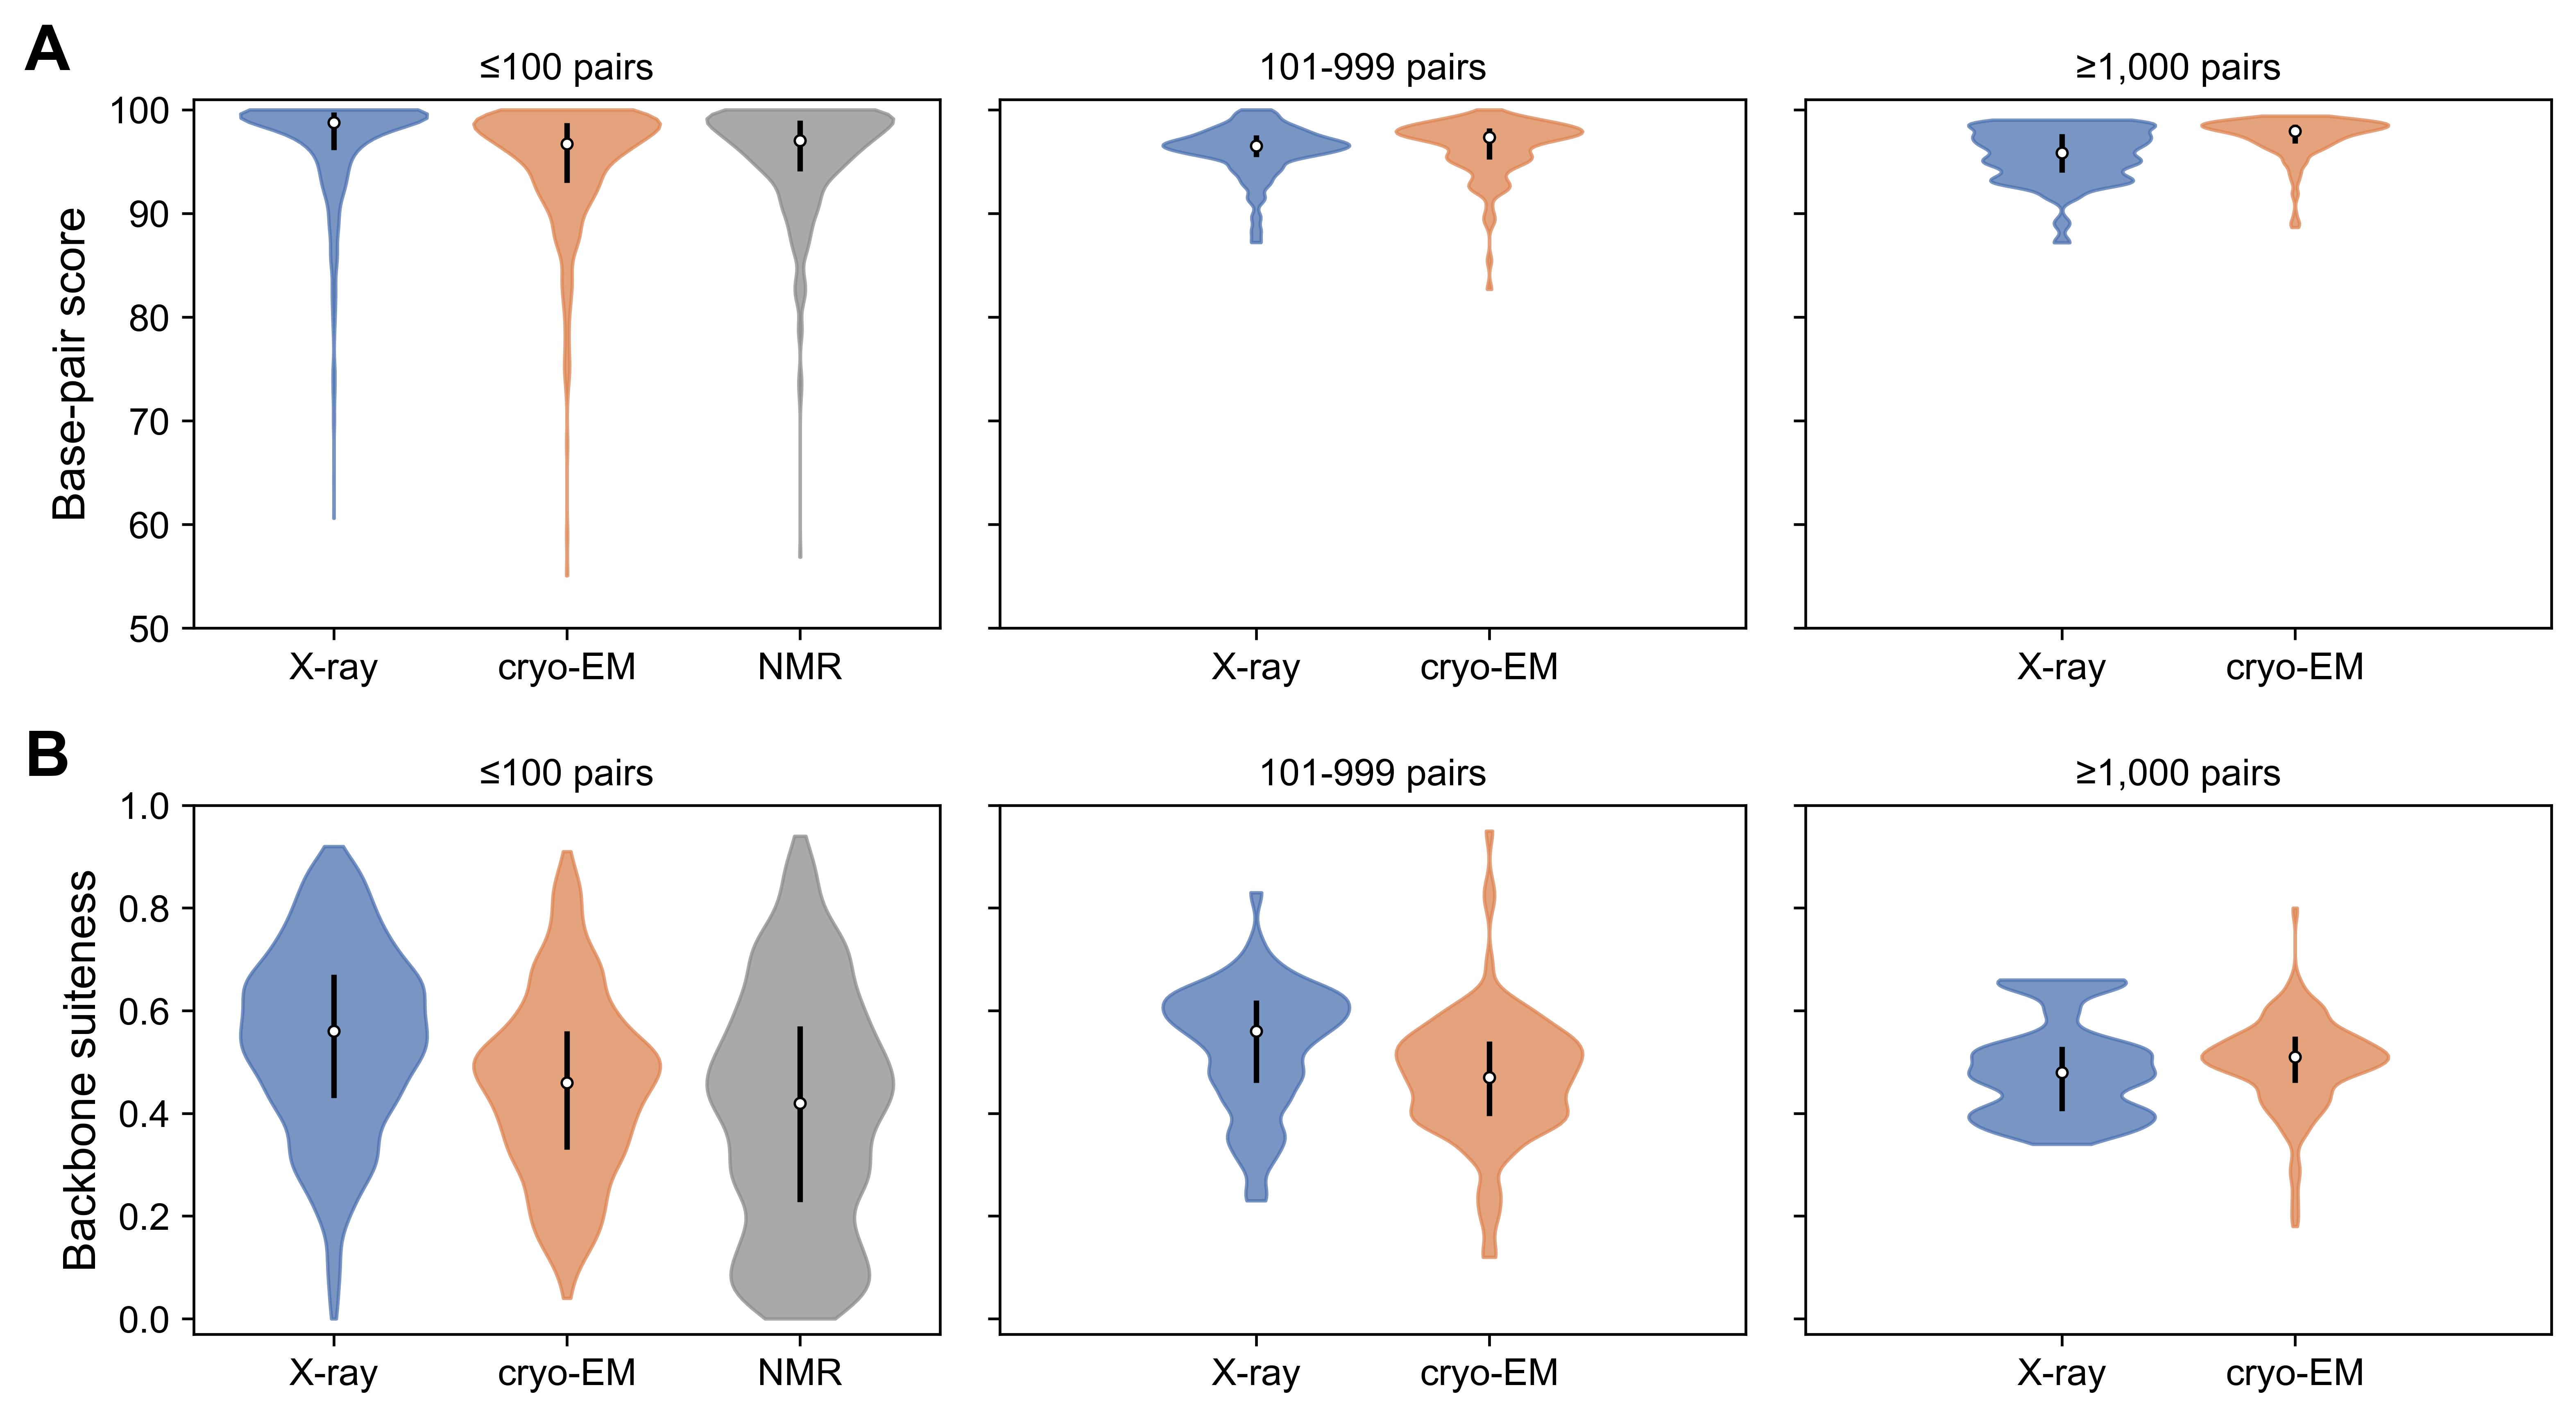 A
≤100 pairs
101-999 pairs
≥1,000 pairs
Base-pair score
100
90
80
70
60
50
X-ray
cryo-EM
NMR
X-ray
cryo-EM
X-ray
cryo-EM
B
≤100 pairs
101-999 pairs
≥1,000 pairs
Backbone suiteness
1.0
0.8
0.6
0.4
0.2
0.0
X-ray
cryo-EM
NMR
X-ray
cryo-EM
X-ray
cryo-EM